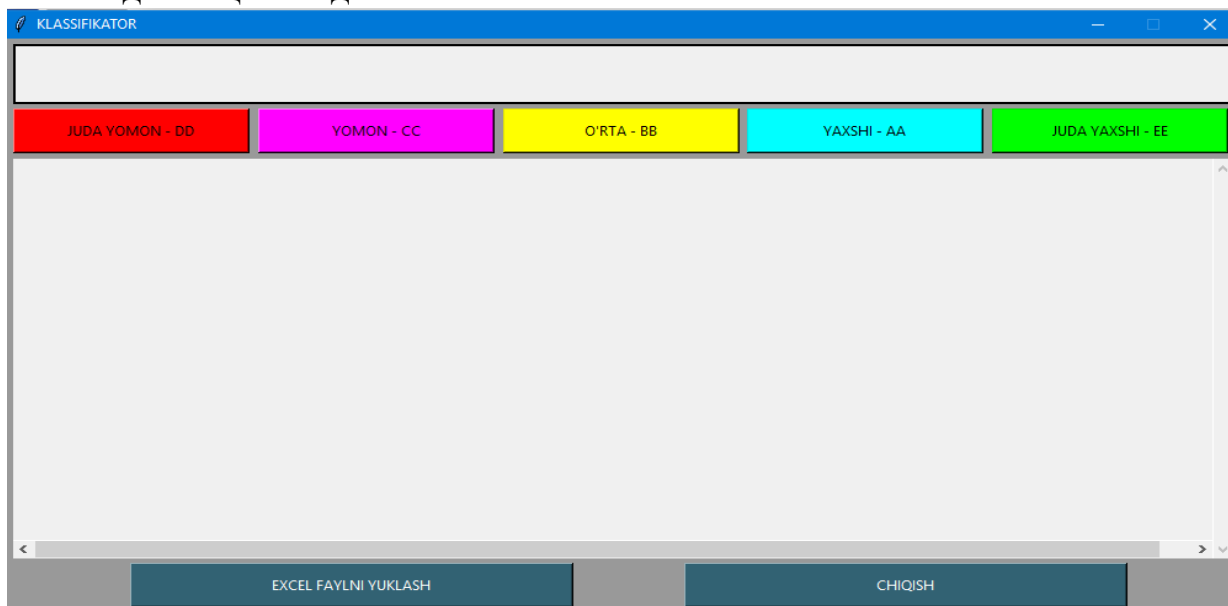 KLASSIFIKATOR
JUDA YOMON - DD YOMON - CC O'RTA - BB YAXSHI - AA JUDA YAXSHI - EE
EXCEL FAYLNI YUKLASH CHIQISH